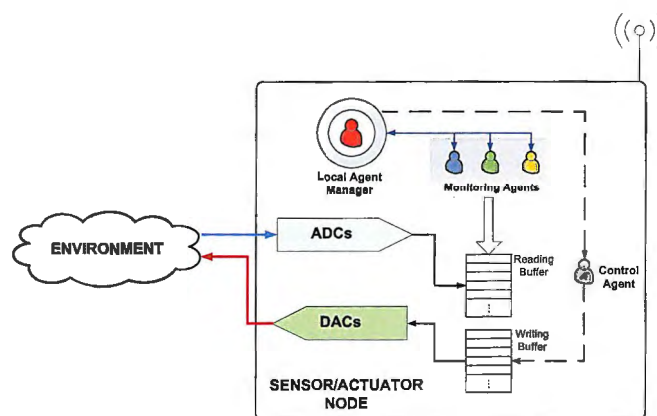 Local Agent
Manager
Monitoring Agents
ENVIRONMENT
ADCs
Reading
Buffer
Control
Agent
DACs
Writing
Buffer
SENSOR/ACTUATOR
NODE